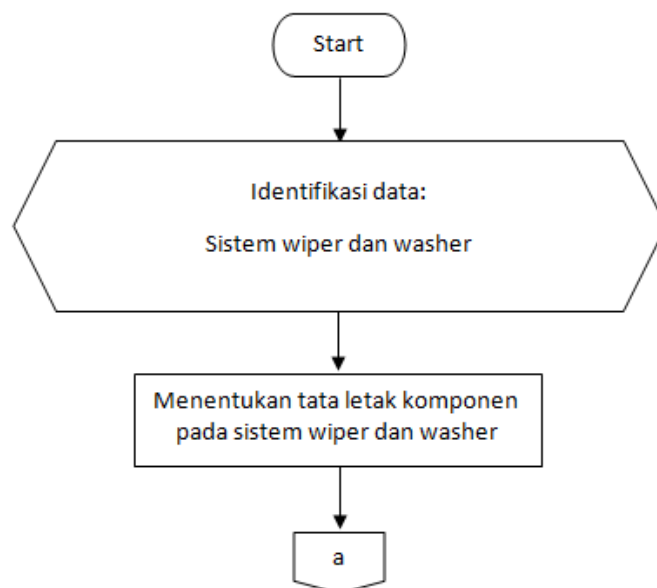 Start
Identifikasi data:
Sistem wiper dan washer
Menentukan tata letak komponen
pada sistem wiper dan washer
a